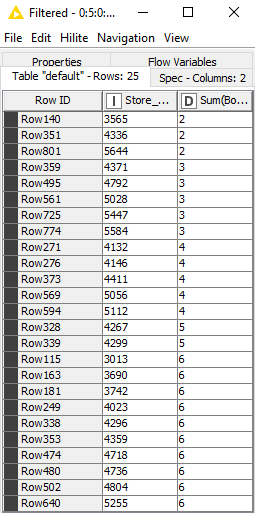 Filtered - 0:5:0:...
File Edit Hilite Navigation View
Properties Flow Variables
Table "default" - Rows: 25 Spec - Columns: 2
Row ID I Store_... D Sum(Bo...
Row140 3565 2
Row351 4336 2
Row801 5644 2
Row359 4371 3
Row495 4792 3
Row561 5028 3
Row725 5447 3
Row774 5584 3
Row271 4132 4
Row276 4146 4
Row373 4411 4
Row569 5056 4
Row594 5112 4
Row328 4267 5
Row339 4299 5
Row115 3013 6
Row163 3690 6
Row181 3742 6
Row249 4023 6
Row338 4296 6
Row353 4359 6
Row474 4718 6
Row480 4736 6
Row502 4804 6
Row640 5255 6